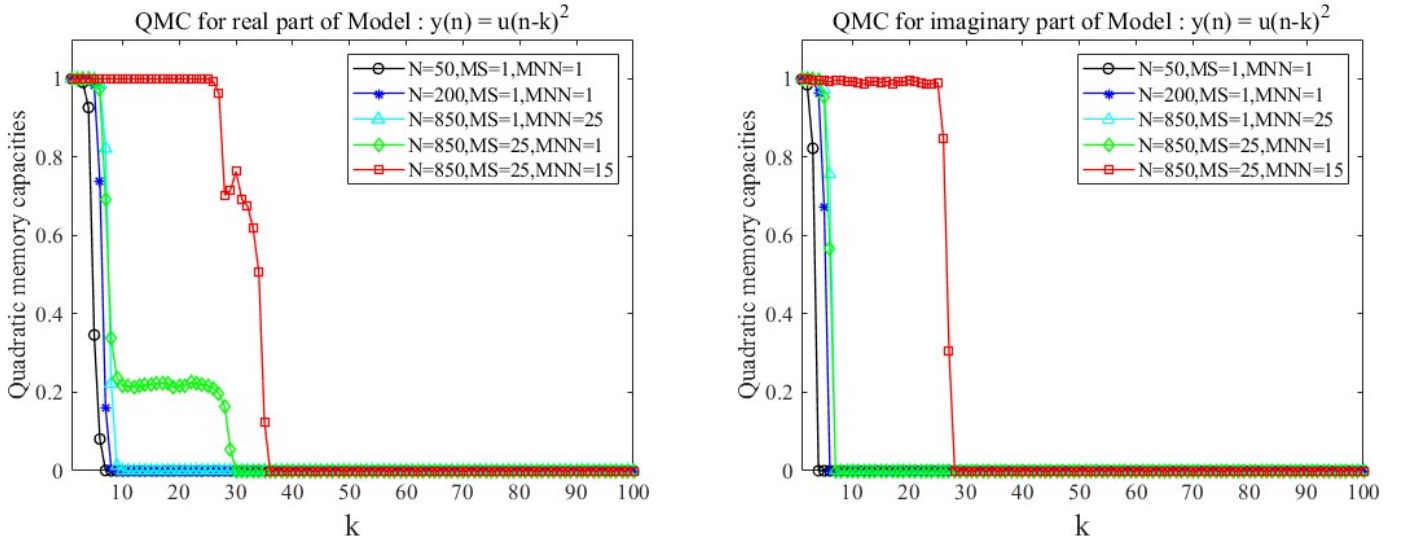 QMC for real part of Model : y(n) = u(n-k)²
1
0.8
0.6
0.4
0.2
0
Quadratic memory capacities
N=50,MS=1,MNN=1
N=200,MS=1,MNN=1
N=850,MS=1,MNN=25
N=850,MS=25,MNN=1
N=850,MS=25,MNN=15
10 20 30 40 50 60 70 80 90 100
k
QMC for imaginary part of Model : y(n) = u(n-k)²
1
0.8
0.6
0.4
0.2
0
Quadratic memory capacities
N=50,MS=1,MNN=1
N=200,MS=1,MNN=1
N=850,MS=1,MNN=25
N=850,MS=25,MNN=1
N=850,MS=25,MNN=15
10 20 30 40 50 60 70 80 90 100
k